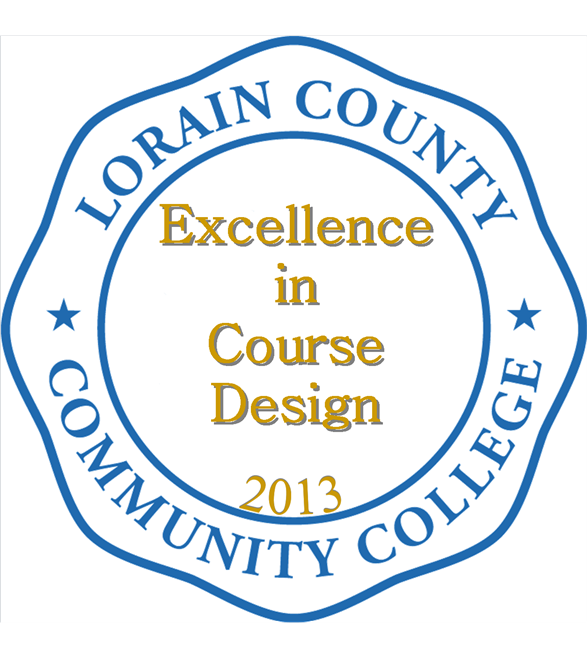 LORAIN COUNTY
Excellence
in
Course
Design
2013
COMMUNITY COLLEGE